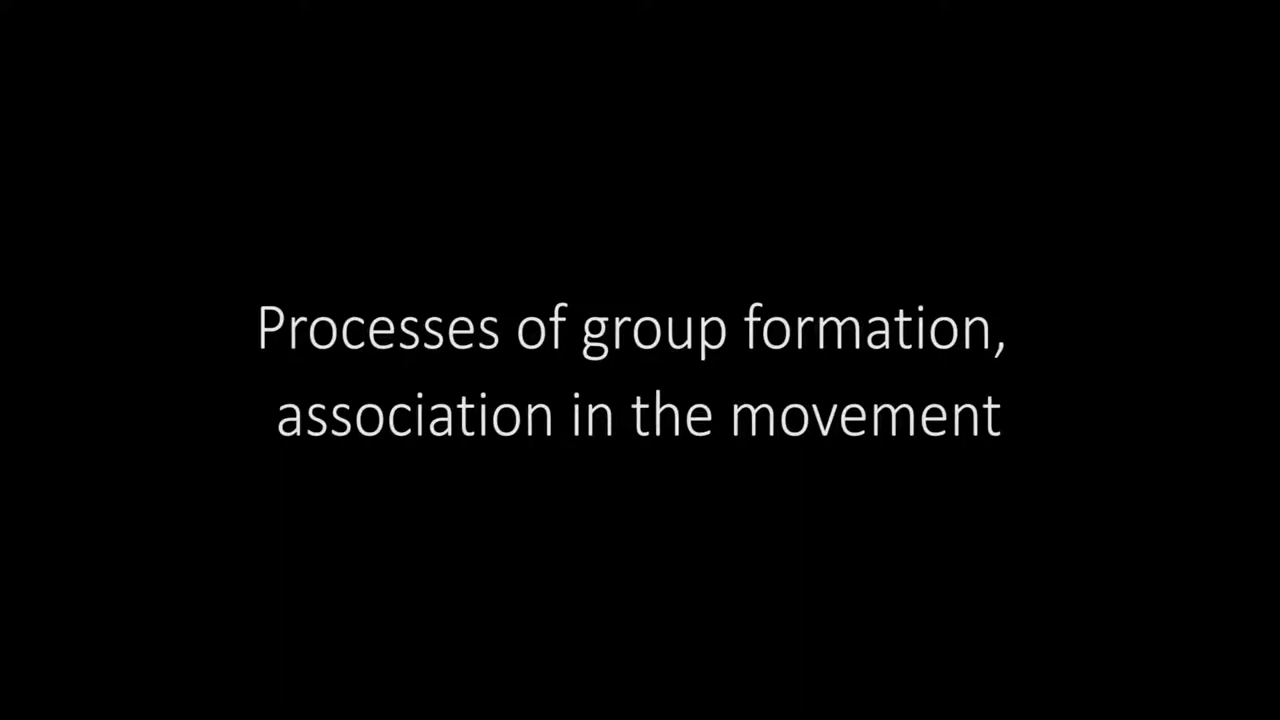 Processes of group formation,
association in the movement